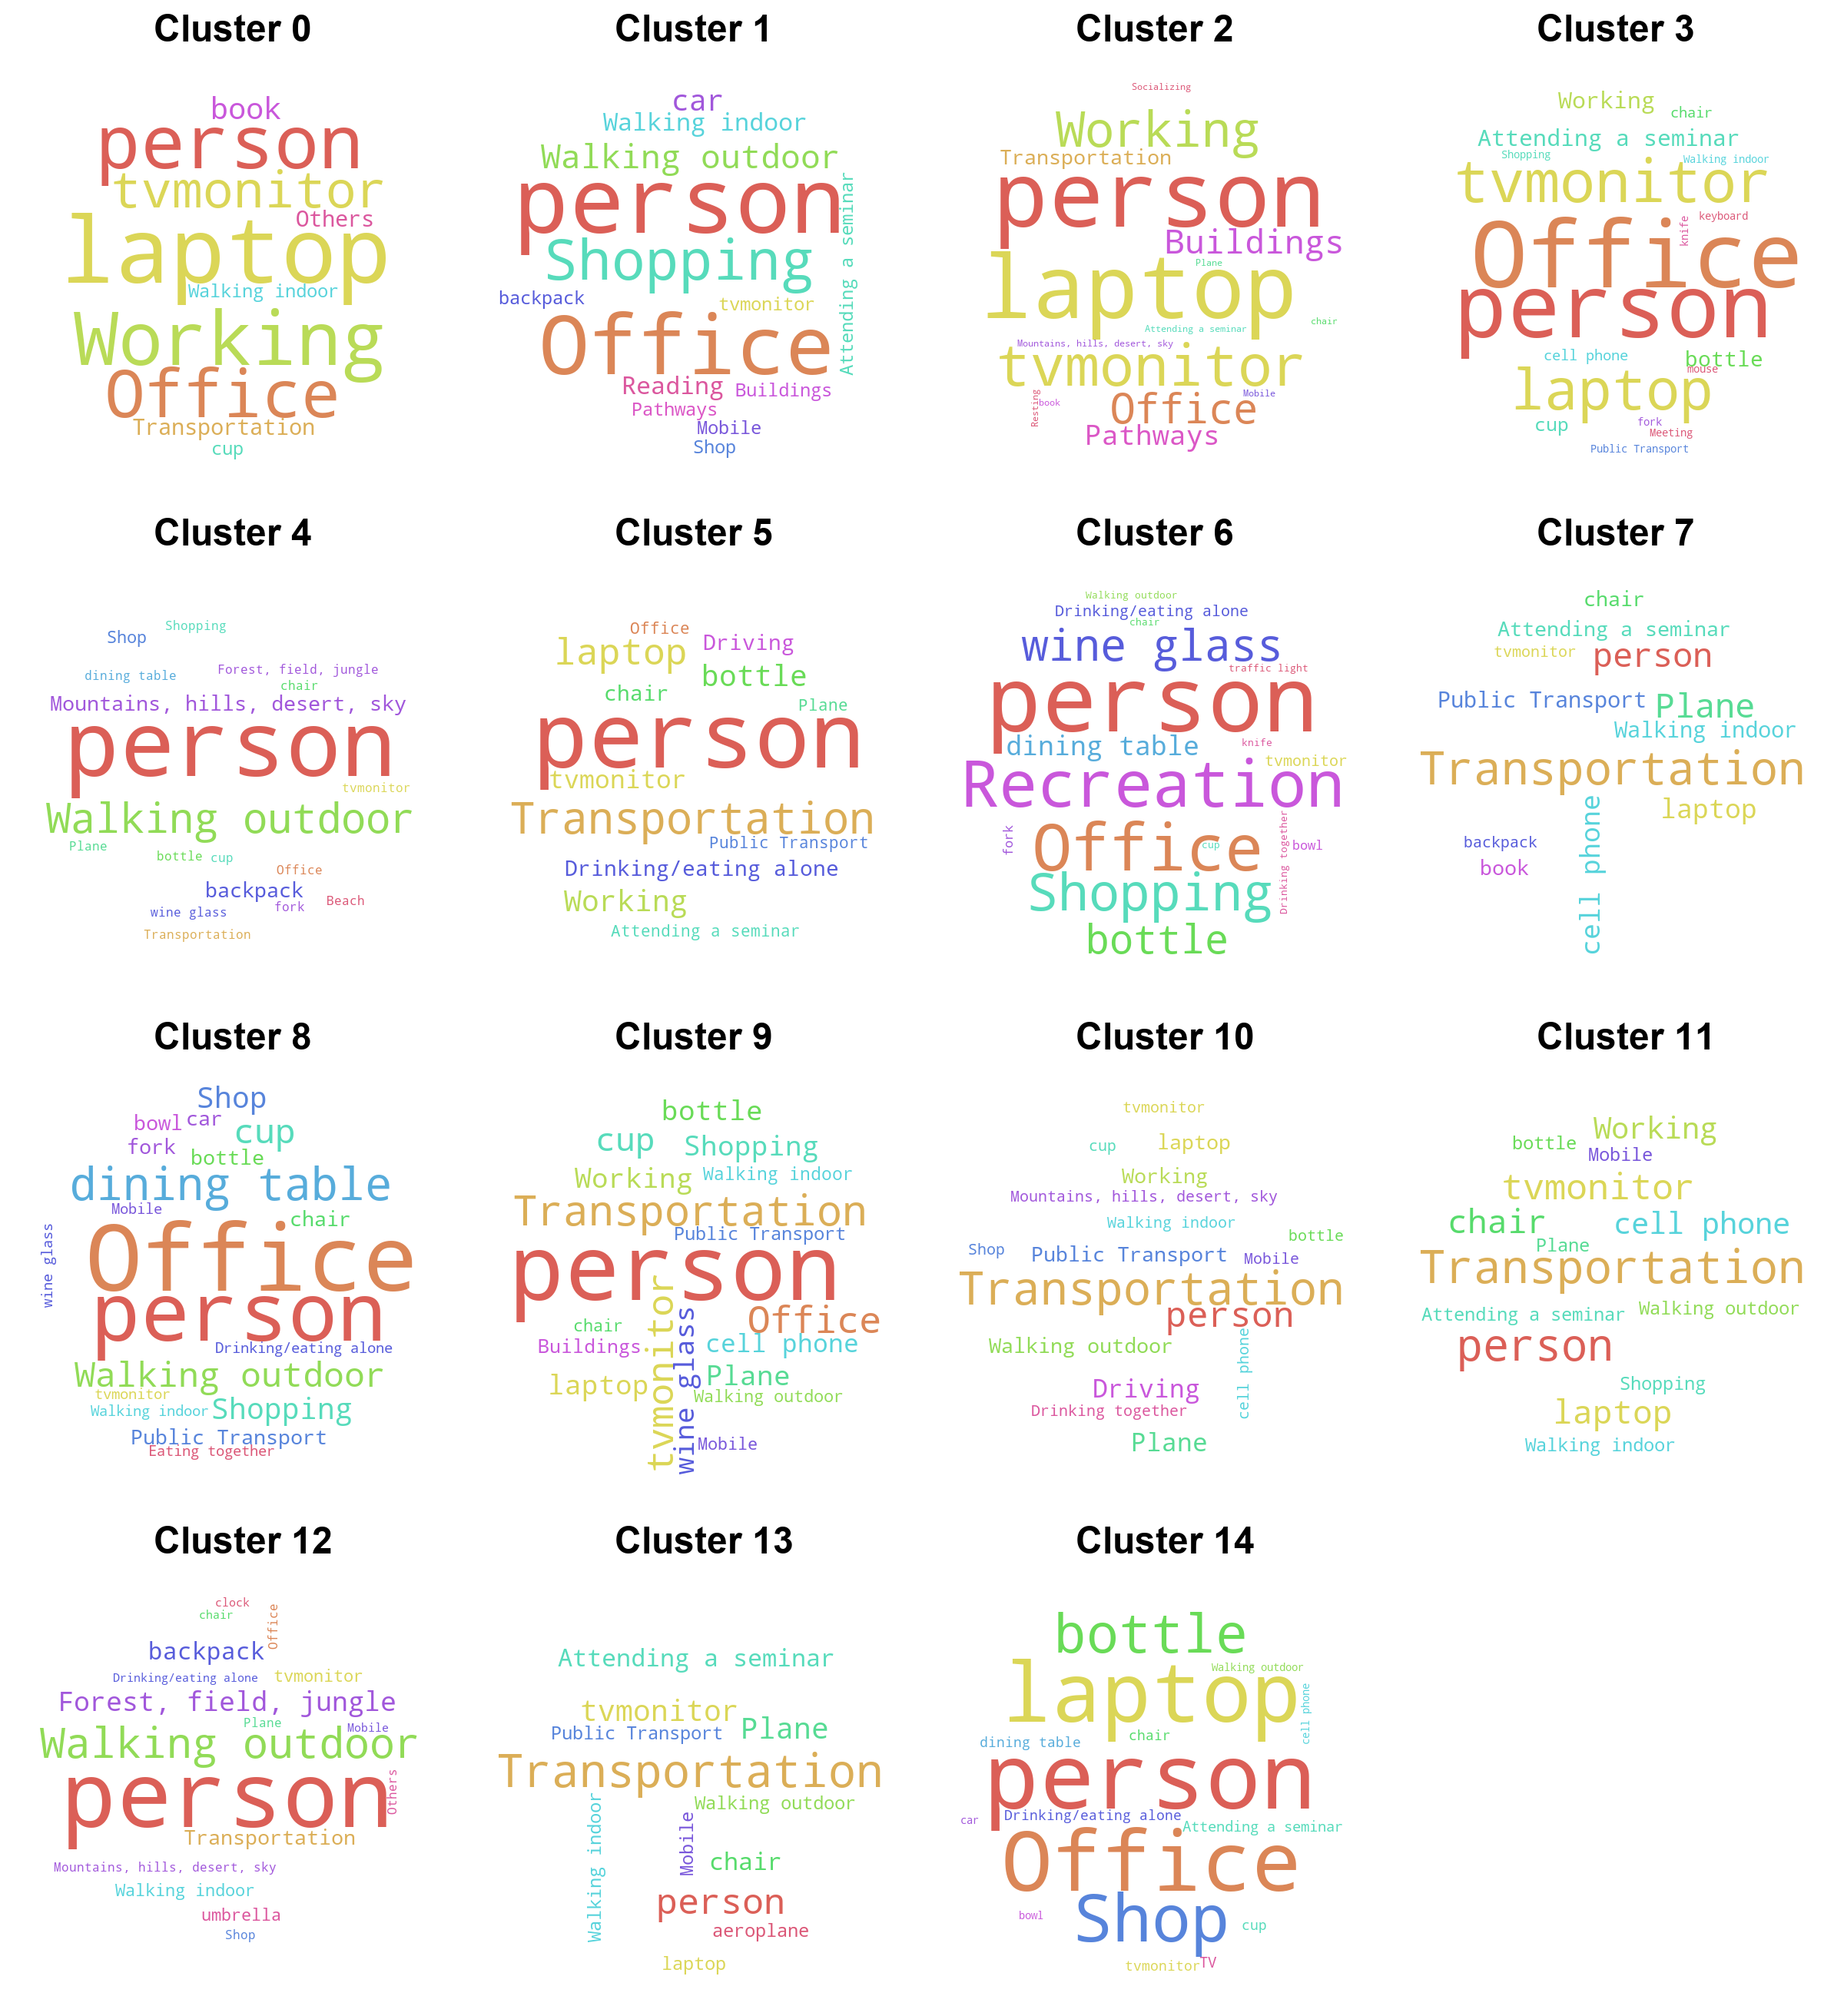 Cluster 0
book
person
tvmonitor
Others
laptop
Walking indoor
Working
Office
Transportation
cup
Cluster 1
car
Walking indoor
Walking outdoor
person
Attending a seminar
Shopping
backpack
tvmonitor
Office
Reading
Buildings
Pathways
Mobile
Shop
Cluster 2
Socializing
Working
Transportation
person
Buildings
laptop
Plane
Attending a seminar
chair
Mountains, hills, desert, sky
tvmonitor
Resting
book
Office
Mobile
Pathways
Cluster 3
Working
chair
Attending a seminar
Shopping
Walking indoor
tvmonitor
knife
keyboard
Office
person
cell phone
bottle
mouse
laptop
cup
fork
Meeting
Public Transport
Cluster 4
Shopping
Shop
dining table
Forest, field, jungle
chair
Mountains, hills, desert, sky
person
tvmonitor
Walking outdoor
Plane
bottle
cup
Office
backpack
fork
Beach
wine glass
Transportation
Cluster 5
Office
laptop
Driving
bottle
chair
Plane
person
tvmonitor
Transportation
Public Transport
Drinking/eating alone
Working
Attending a seminar
Cluster 6
Walking outdoor
Drinking/eating alone
chair
wine glass
traffic light
person
dining table
knife
tvmonitor
Recreation
fork
Office
cup
Drinking together
bowl
Shopping
bottle
Cluster 7
chair
Attending a seminar
tvmonitor
person
Public Transport
Plane
Walking indoor
Transportation
cell phone
laptop
backpack
book
Cluster 8
Shop
bowl
car
cup
fork
bottle
dining table
Mobile
chair
wine glass
Office
person
Drinking/eating alone
Walking outdoor
tvmonitor
Walking indoor
Shopping
Public Transport
Eating together
Cluster 9
bottle
cup
Shopping
Working
Walking indoor
Transportation
Public Transport
person
tvmonitor
wine glass
Office
chair
Buildings
cell phone
laptop
Plane
Walking outdoor
Mobile
Cluster 10
tvmonitor
cup
laptop
Working
Mountains, hills, desert, sky
Walking indoor
bottle
Shop
Public Transport
Mobile
Transportation
person
Walking outdoor
cell phone
Driving
Drinking together
Plane
Cluster 11
Working
bottle
Mobile
tvmonitor
chair
cell phone
Plane
Transportation
Attending a seminar
Walking outdoor
person
Shopping
laptop
Walking indoor
Cluster 12
clock
chair
Office
backpack
Drinking/eating alone
tvmonitor
Forest, field, jungle
Plane
Mobile
Walking outdoor
person
Others
Transportation
Mountains, hills, desert, sky
Walking indoor
umbrella
Shop
Cluster 13
Attending a seminar
tvmonitor
Public Transport
Plane
Transportation
Walking indoor
Walking outdoor
Mobile
chair
person
aeroplane
laptop
Cluster 14
bottle
laptop
Walking outdoor
cell phone
chair
dining table
person
car
Drinking/eating alone
Attending a seminar
Office
Shop
bowl
cup
tvmonitor
TV